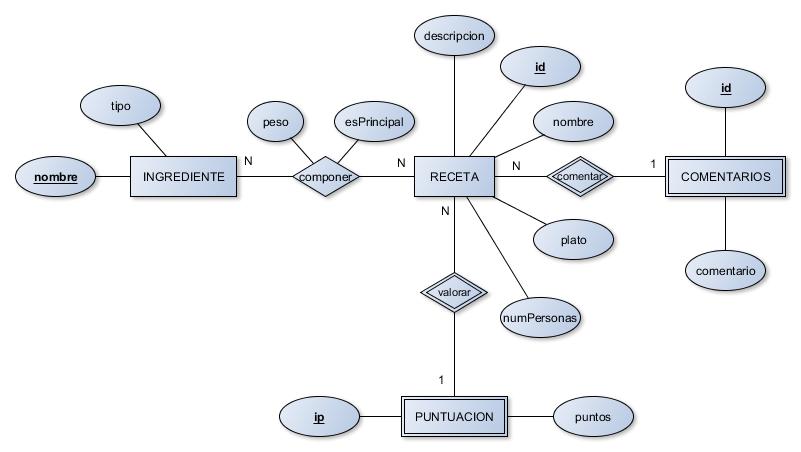 descripcion
id
id
tipo
peso
esPrincipal
nombre
N
N
N
1
nombre
INGREDIENTE
componer
RECETA
comentar
COMENTARIOS
N
plato
comentario
valorar
numPersonas
1
ip
PUNTUACION
puntos